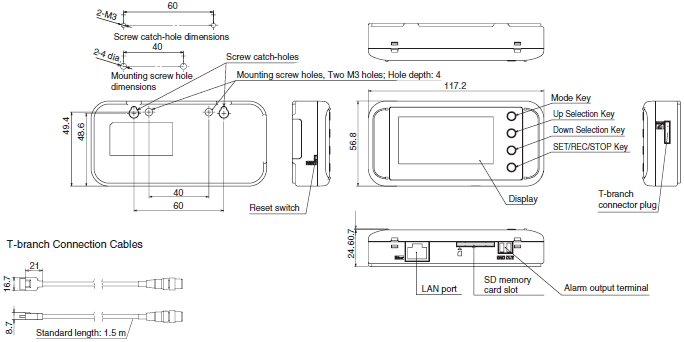 60
2-M3
Screw catch-hole dimensions
40
2-4 dia.
Mounting screw hole
dimensions
Screw catch-holes
Mounting screw holes, Two M3 holes; Hole depth: 4
49.4
48.6
40
60
Reset switch
117.2
56.8
Mode Key
Up Selection Key
Down Selection Key
SET/REC/STOP Key
Display
T-branch
connector plug
24.6
0.7
LAN port
SD memory
card slot
Alarm output terminal
T-branch Connection Cables
21
16.7
8.7
Standard length: 1.5 m